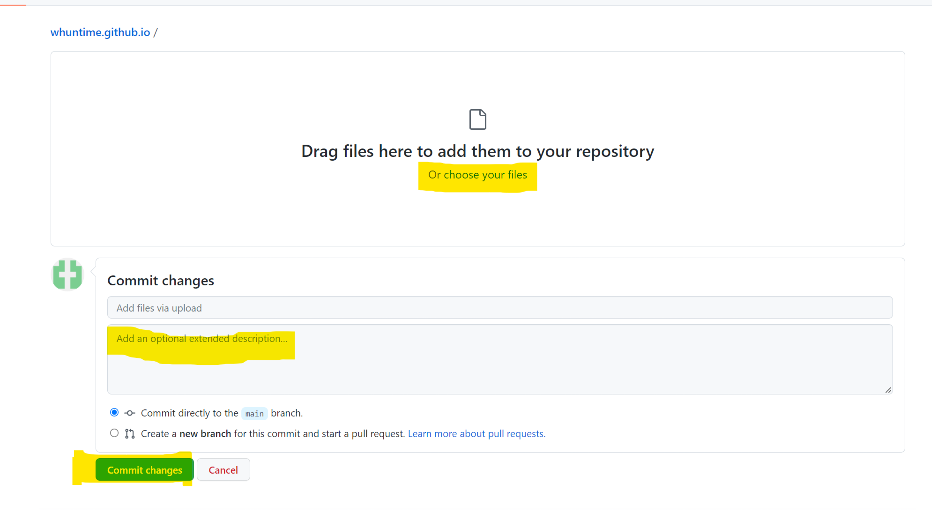 whuntime.github.io /
Drag files here to add them to your repository
Or choose your files
Commit changes
Add files via upload
Add an optional extended description...
Commit directly to the main branch.
Create a new branch for this commit and start a pull request. Learn more about pull requests.
Commit changes Cancel